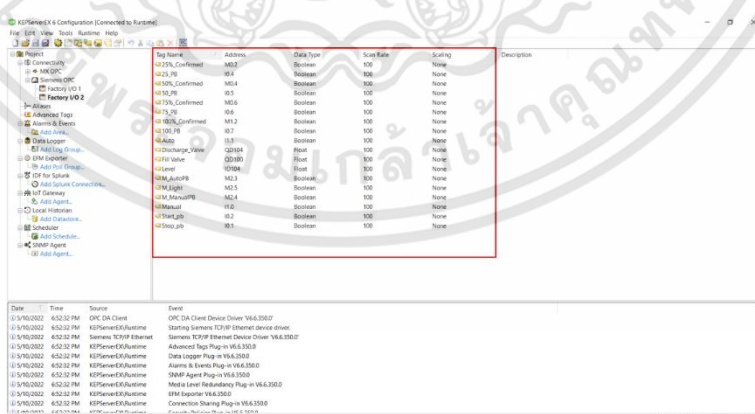 KEPServerEX 6 Configuration [Connected to Runtime]
File Edit View Tools Runtime Help
Project
Connectivity
MX OPC
Siemens OPC
Factory I/O 1
Factory I/O 2
Aliases
Advanced Tags
Alarms & Events
Add Area...
Data Logger
Add Log Group...
EFM Exporter
Add Poll Group...
IDF for Splunk
Add Splunk Connection...
IoT Gateway
Add Agent...
Local Historian
Add Datastore...
Scheduler
Add Schedule...
SNMP Agent
Add Agent...
Tag Name Address Data Type Scan Rate Scaling Description
25%_Confirmed M0.2 Boolean 100 None
25_PB I0.4 Boolean 100 None
50%_Confirmed M0.4 Boolean 100 None
50_PB I0.5 Boolean 100 None
75%_Confirmed M0.6 Boolean 100 None
75_PB I0.6 Boolean 100 None
100%_Confirmed M1.2 Boolean 100 None
100_PB I0.7 Boolean 100 None
Auto I1.1 Boolean 100 None
Discharge_Valve QD104 Float 100 None
Fill Valve QD100 Float 100 None
Level ID104 Float 100 None
M_AutoPB M2.3 Boolean 100 None
M_Light M2.5 Boolean 100 None
M_ManualPB M2.4 Boolean 100 None
Manual I1.0 Boolean 100 None
Start_pb I0.2 Boolean 100 None
Stop_pb I0.1 Boolean 100 None
Date Time Source Event
5/10/2022 6:52:32 PM OPC DA Client OPC DA Client Device Driver 'V6.6.350.0'
5/10/2022 6:52:32 PM KEPServerEX\Runtime Starting Siemens TCP/IP Ethernet device driver.
5/10/2022 6:52:32 PM Siemens TCP/IP Ethernet Siemens TCP/IP Ethernet Device Driver 'V6.6.350.0'
5/10/2022 6:52:32 PM KEPServerEX\Runtime Advanced Tags Plug-in V6.6.350.0
5/10/2022 6:52:32 PM KEPServerEX\Runtime Data Logger Plug-in V6.6.350.0
5/10/2022 6:52:32 PM KEPServerEX\Runtime Alarms & Events Plug-in V6.6.350.0
5/10/2022 6:52:32 PM KEPServerEX\Runtime SNMP Agent Plug-in V6.6.350.0
5/10/2022 6:52:32 PM KEPServerEX\Runtime Media Level Redundancy Plug-in V6.6.350.0
5/10/2022 6:52:32 PM KEPServerEX\Runtime EFM Exporter V6.6.350.0
5/10/2022 6:52:32 PM KEPServerEX\Runtime Connection Sharing Plug-in V6.6.350.0